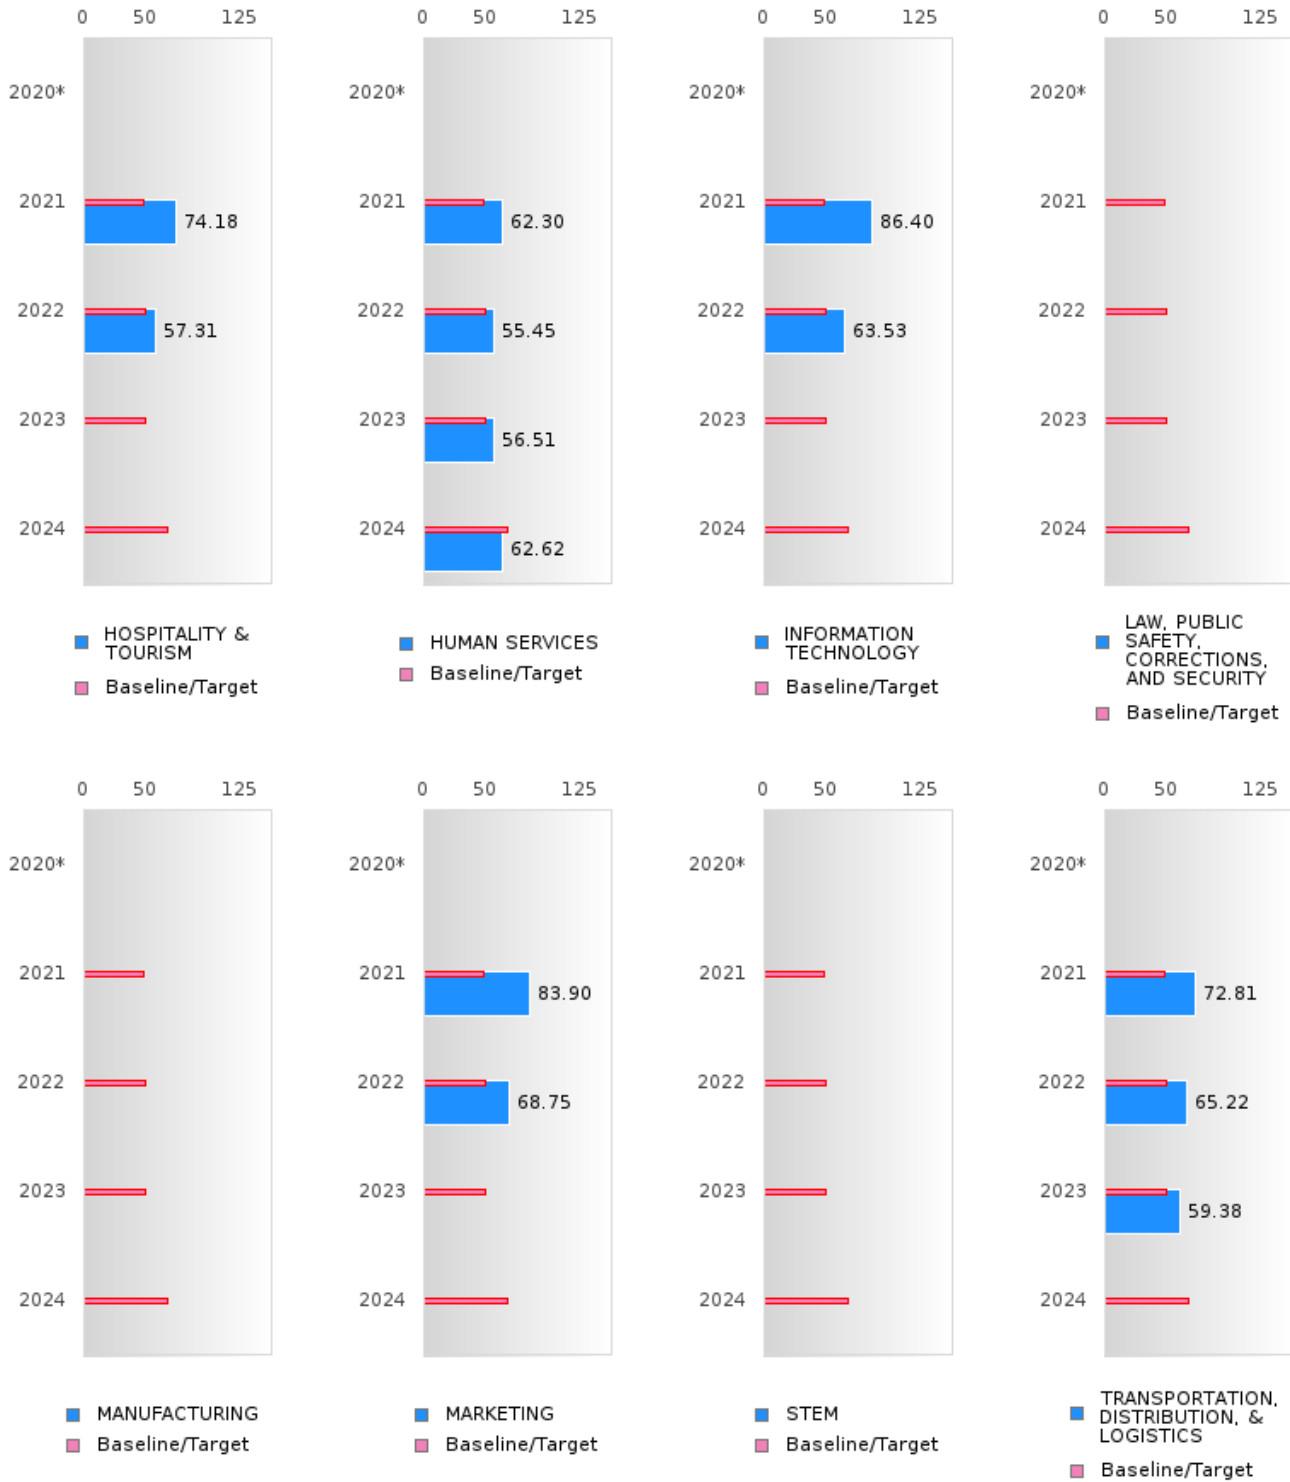 0 50 125
2020*
2021
74.18
2022
57.31
2023
2024
HOSPITALITY &
TOURISM
Baseline/Target
0 50 125
2020*
2021
62.30
2022
55.45
2023
56.51
2024
62.62
HUMAN SERVICES
Baseline/Target
0 50 125
2020*
2021
86.40
2022
63.53
2023
2024
INFORMATION
TECHNOLOGY
Baseline/Target
0 50 125
2020*
2021
2022
2023
2024
LAW, PUBLIC
SAFETY,
CORRECTIONS,
AND SECURITY
Baseline/Target
0 50 125
2020*
2021
2022
2023
2024
MANUFACTURING
Baseline/Target
0 50 125
2020*
2021
83.90
2022
68.75
2023
2024
MARKETING
Baseline/Target
0 50 125
2020*
2021
2022
2023
2024
STEM
Baseline/Target
0 50 125
2020*
2021
72.81
2022
65.22
2023
59.38
2024
TRANSPORTATION,
DISTRIBUTION, &
LOGISTICS
Baseline/Target